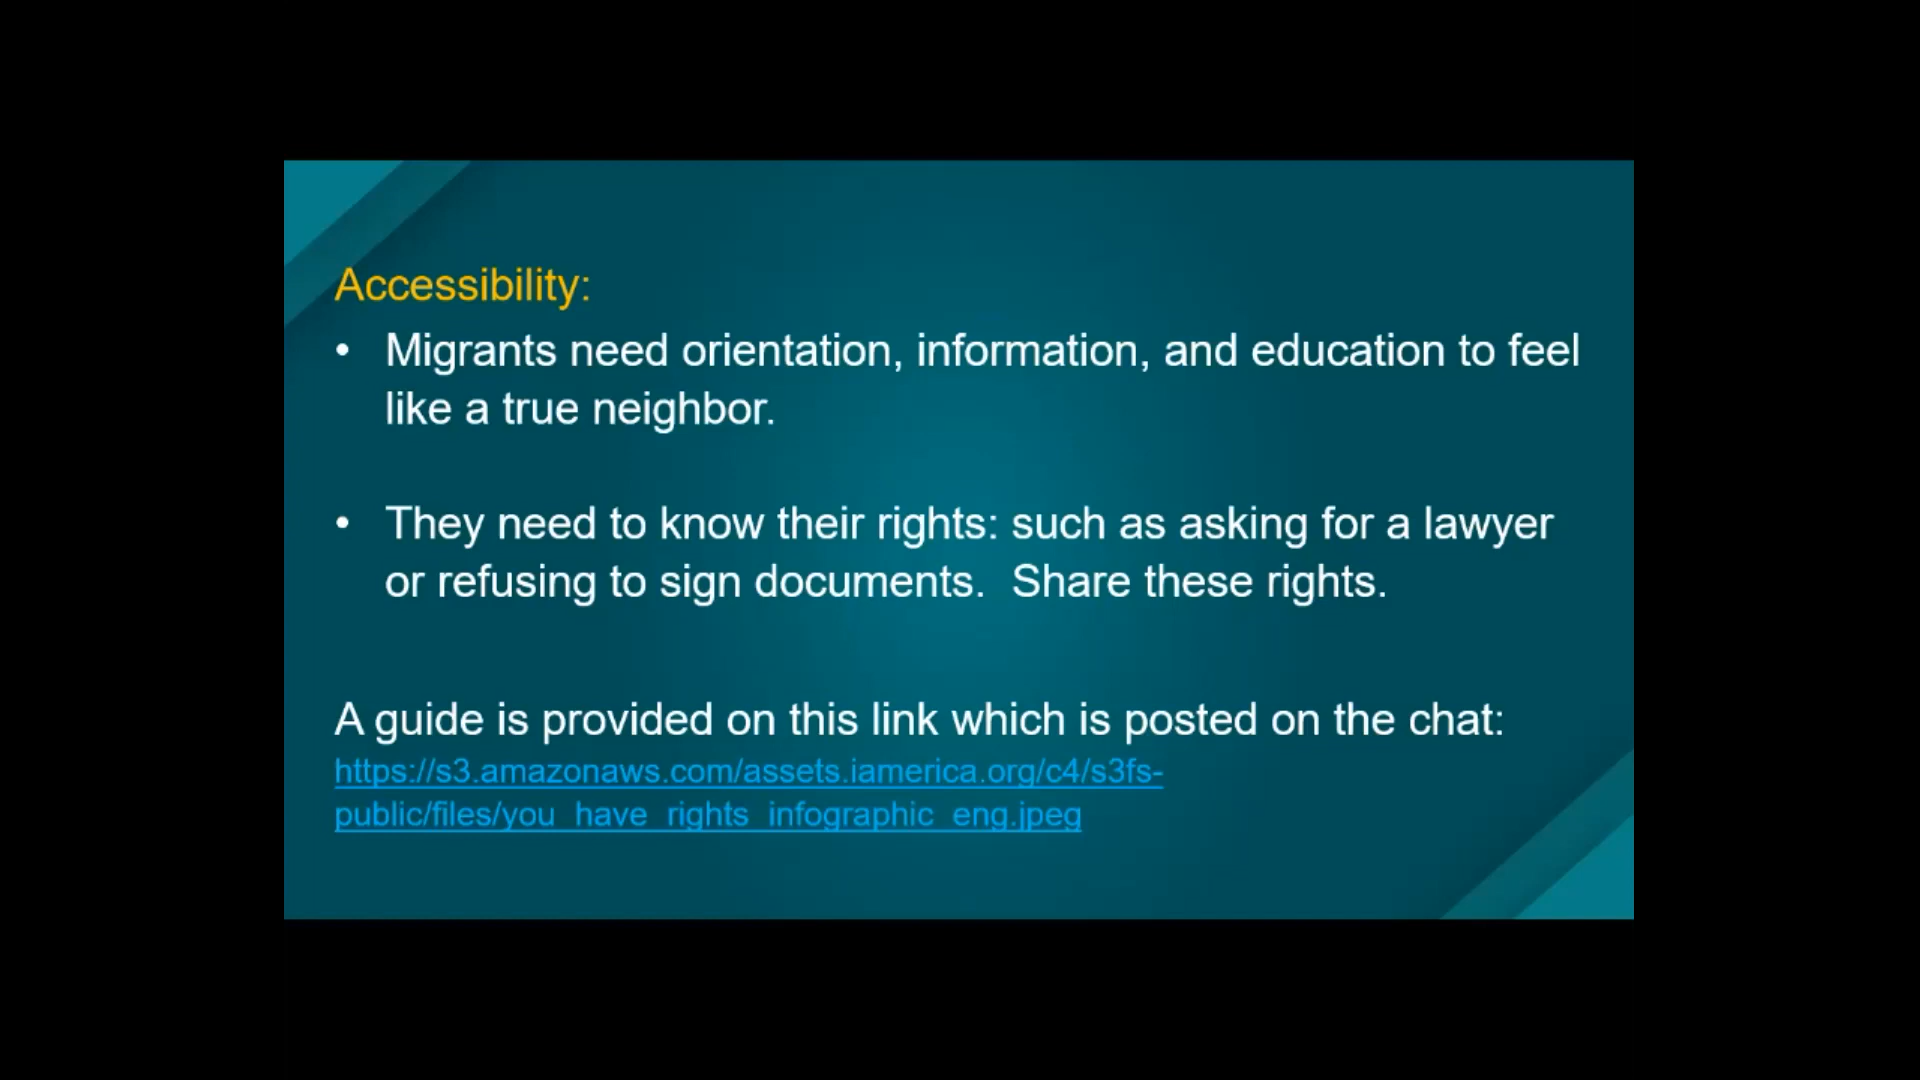 Accessibility:
• Migrants need orientation, information, and education to feel
like a true neighbor.
• They need to know their rights: such as asking for a lawyer
or refusing to sign documents.  Share these rights.
A guide is provided on this link which is posted on the chat:
https://s3.amazonaws.com/assets.iamerica.org/c4/s3fs-
public/files/you_have_rights_infographic_eng.jpeg